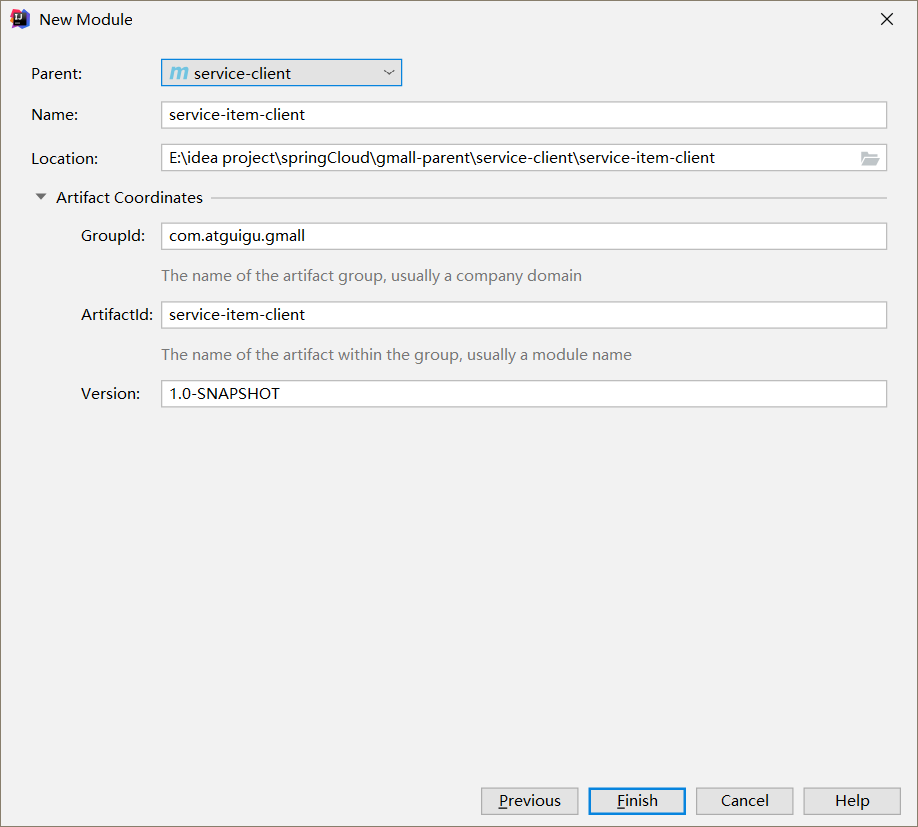 New Module
Parent: m service-client
Name: service-item-client
Location: E:\idea project\springCloud\gmall-parent\service-client\service-item-client
Artifact Coordinates
GroupId: com.atguigu.gmall
The name of the artifact group, usually a company domain
ArtifactId: service-item-client
The name of the artifact within the group, usually a module name
Version: 1.0-SNAPSHOT
Previous Finish Cancel Help